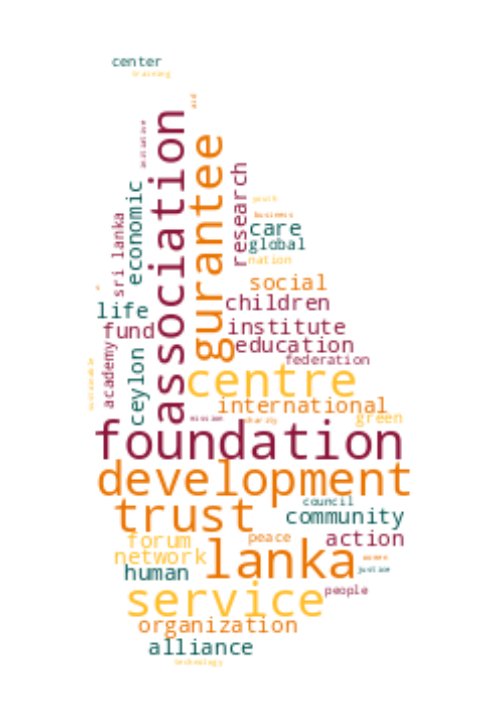 center
training
aid
initiative
association
gurantee
research
economic
youth
sri lanka
business
care
global
nation
social
children
life
fund
institute
education
federation
academy
ceylon
sustainable
centre
international
mission
charity
green
foundation
development
council
trust
community
forum
peace
action
network
lanka
women
human
justice
service
people
organization
alliance
technology